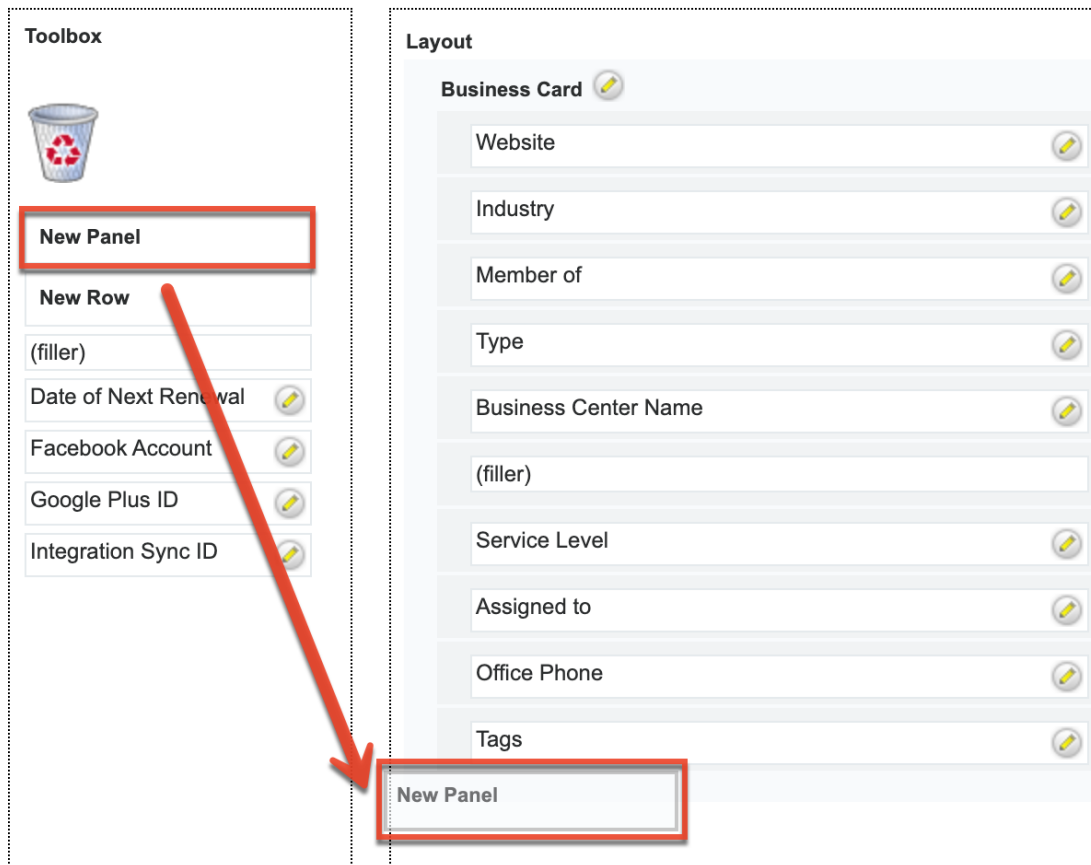 Toolbox
New Panel
New Row
(filler)
Date of Next Renewal
Facebook Account
Google Plus ID
Integration Sync ID
Layout
Business Card
Website
Industry
Member of
Type
Business Center Name
(filler)
Service Level
Assigned to
Office Phone
Tags
New Panel